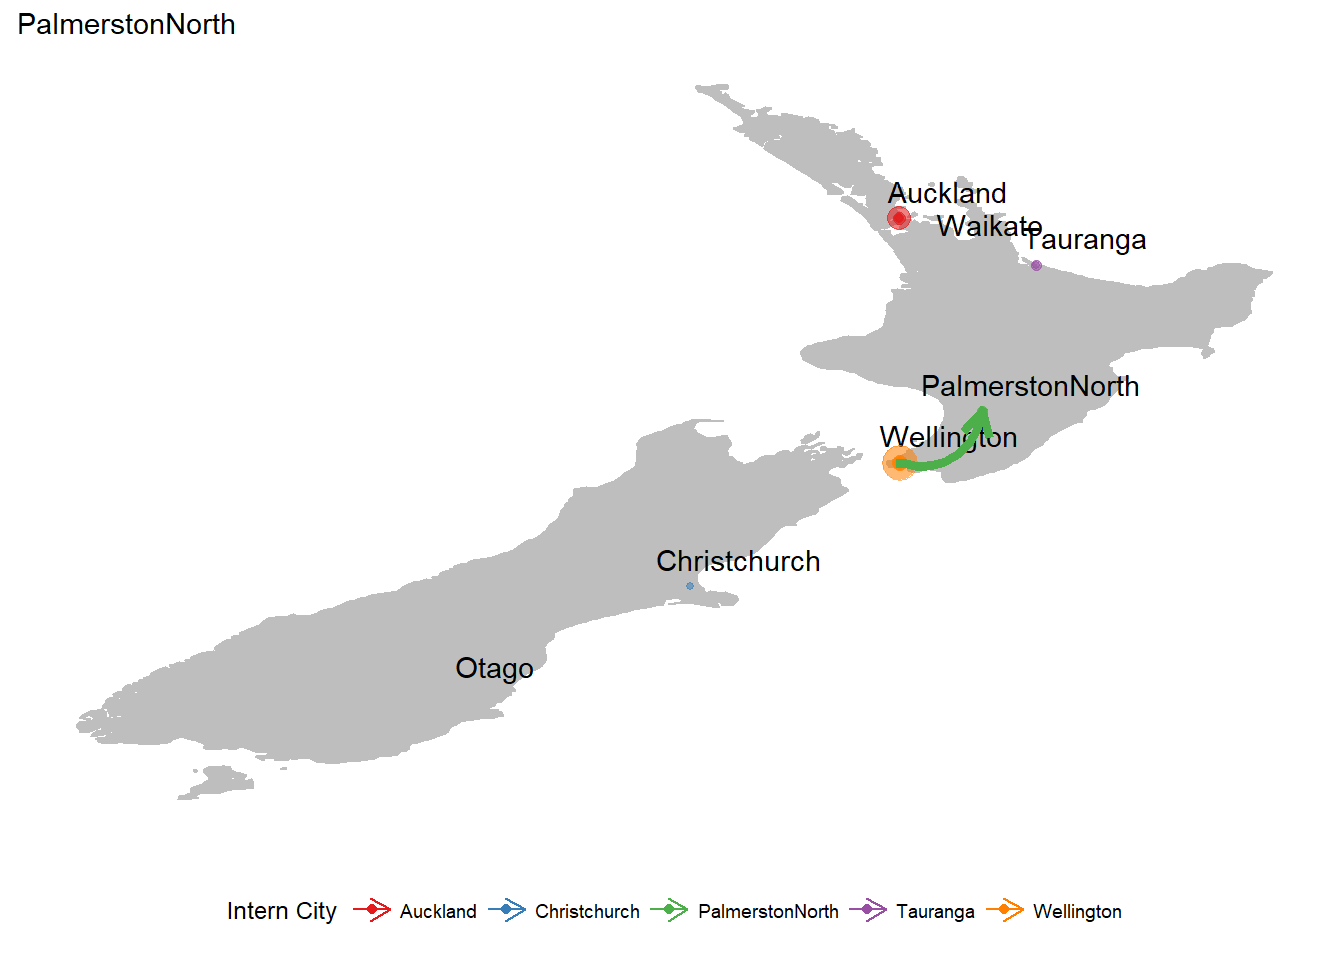 PalmerstonNorth
Auckland
Waikato
Tauranga
PalmerstonNorth
Wellington
Christchurch
Otago
Intern City Auckland Christchurch PalmerstonNorth Tauranga Wellington